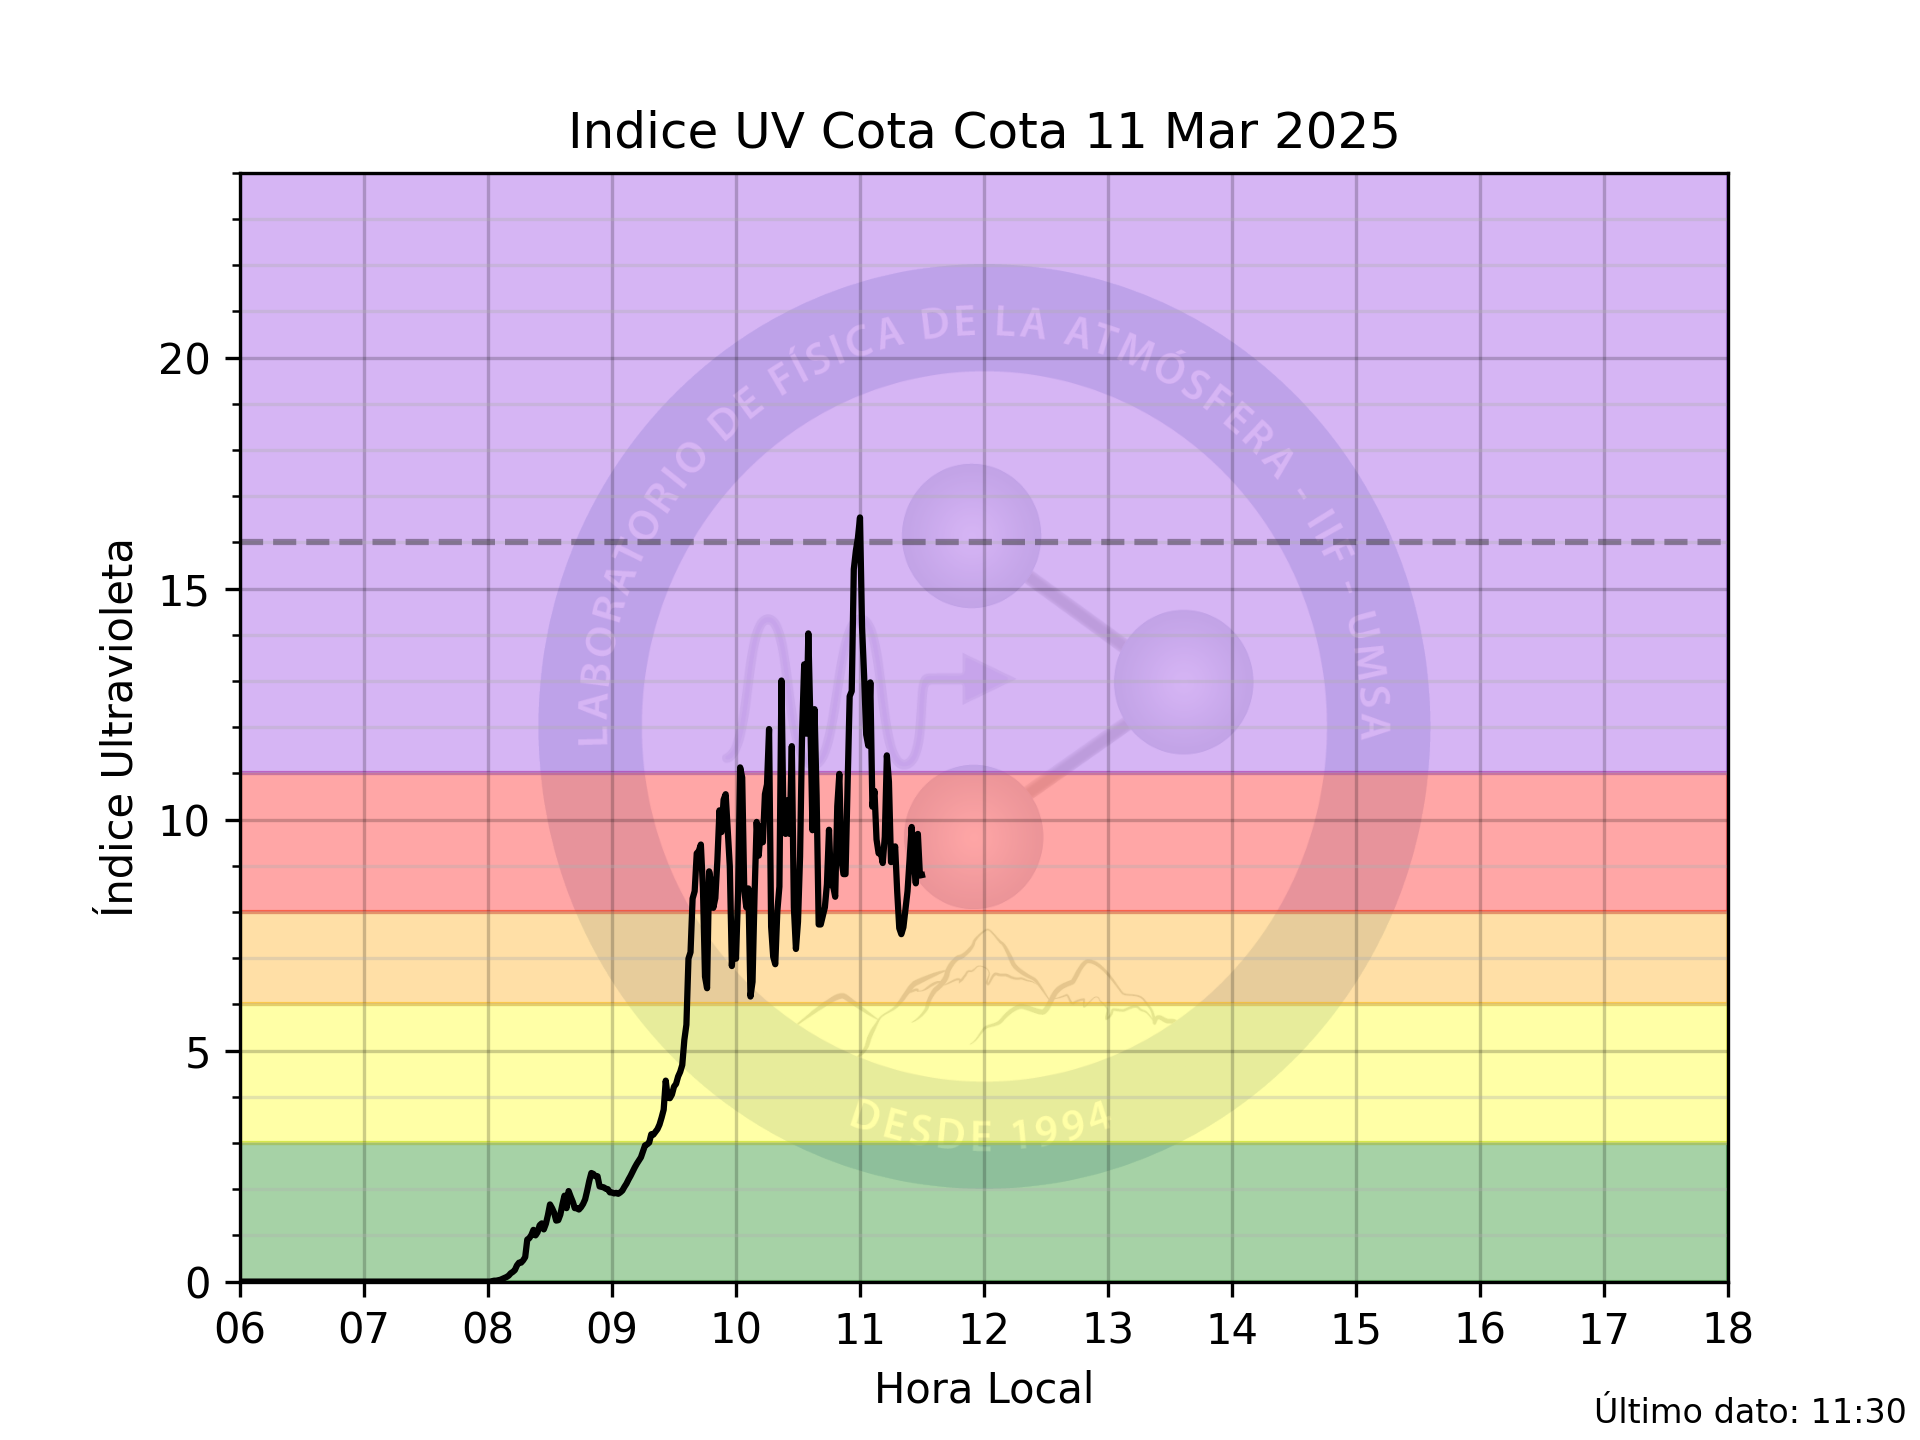 Indice UV Cota Cota 11 Mar 2025
Índice Ultravioleta
20
15
10
5
0
LABORATORIO DE FÍSICA DE LA ATMÓSFERA - IIF - UMSA
DESDE 1994
06 07 08 09 10 11 12 13 14 15 16 17 18
Hora Local
Último dato: 11:30